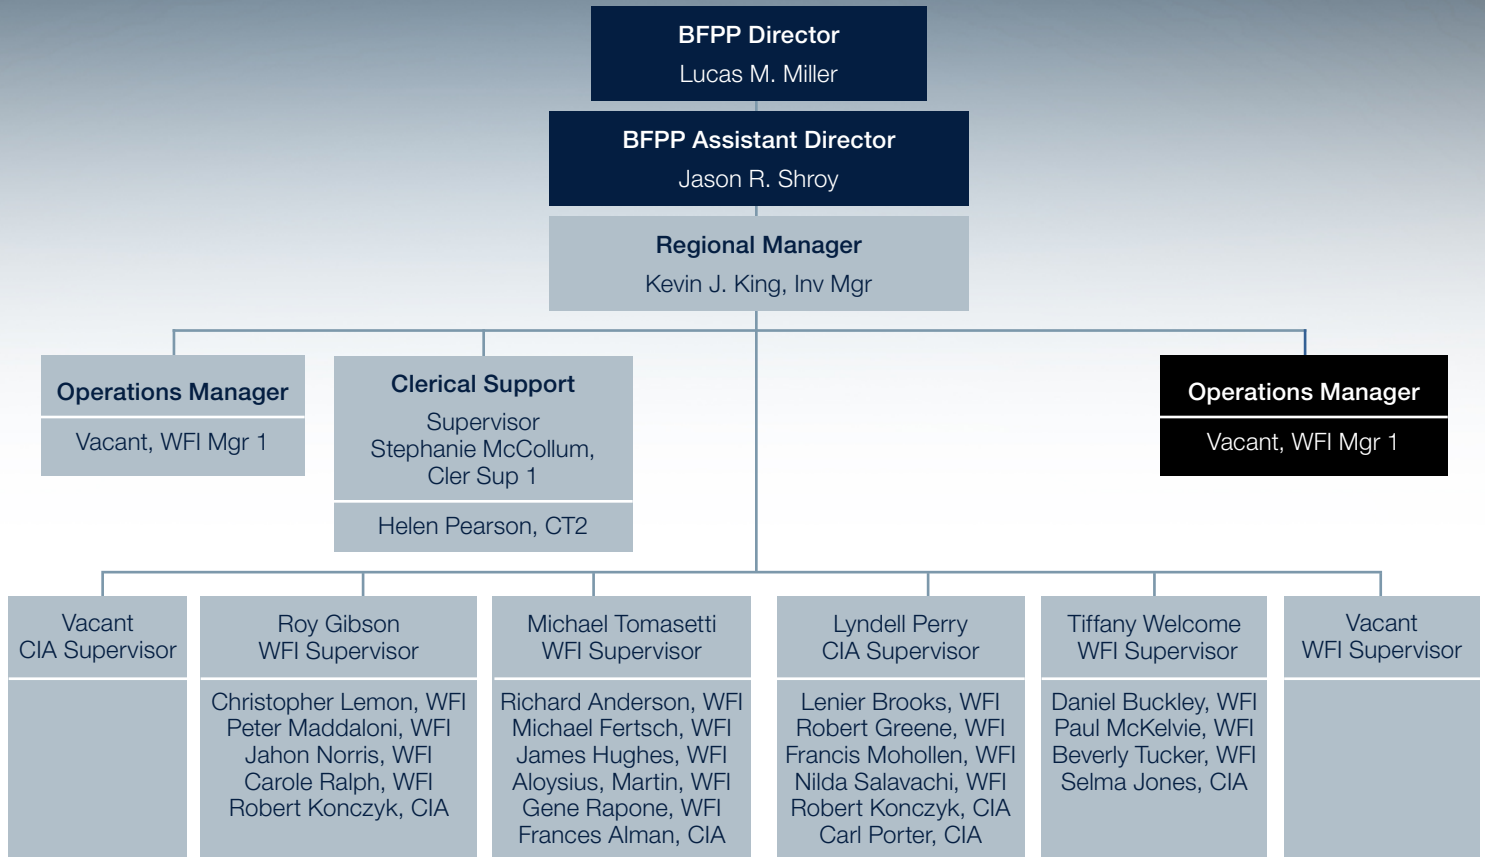 BFPP Director
Lucas M. Miller
BFPP Assistant Director
Jason R. Shroy
Regional Manager
Kevin J. King, Inv Mgr
Operations Manager
Vacant, WFI Mgr 1
Clerical Support
Supervisor
Stephanie McCollum,
Cler Sup 1
Helen Pearson, CT2
Operations Manager
Vacant, WFI Mgr 1
Vacant
CIA Supervisor
Roy Gibson
WFI Supervisor
Christopher Lemon, WFI
Peter Maddaloni, WFI
Jahon Norris, WFI
Carole Ralph, WFI
Robert Konczyk, CIA
Michael Tomasetti
WFI Supervisor
Richard Anderson, WFI
Michael Fertsch, WFI
James Hughes, WFI
Aloysius, Martin, WFI
Gene Rapone, WFI
Frances Alman, CIA
Lyndell Perry
CIA Supervisor
Lenier Brooks, WFI
Robert Greene, WFI
Francis Mohollen, WFI
Nilda Salavachi, WFI
Robert Konczyk, CIA
Carl Porter, CIA
Tiffany Welcome
WFI Supervisor
Daniel Buckley, WFI
Paul McKelvie, WFI
Beverly Tucker, WFI
Selma Jones, CIA
Vacant
WFI Supervisor